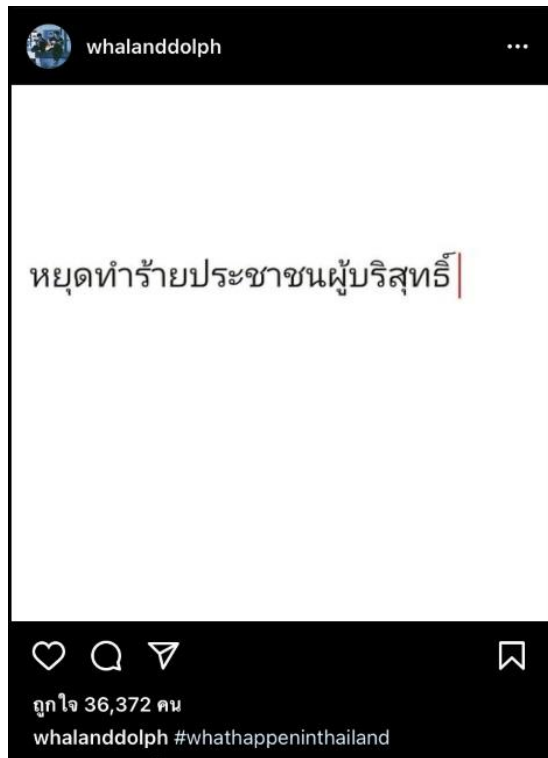 whalanddolph
หยุดทำร้ายประชาชนผู้บริสุทธิ์
ถูกใจ 36,372 คน
whalanddolph #whathappeninthailand